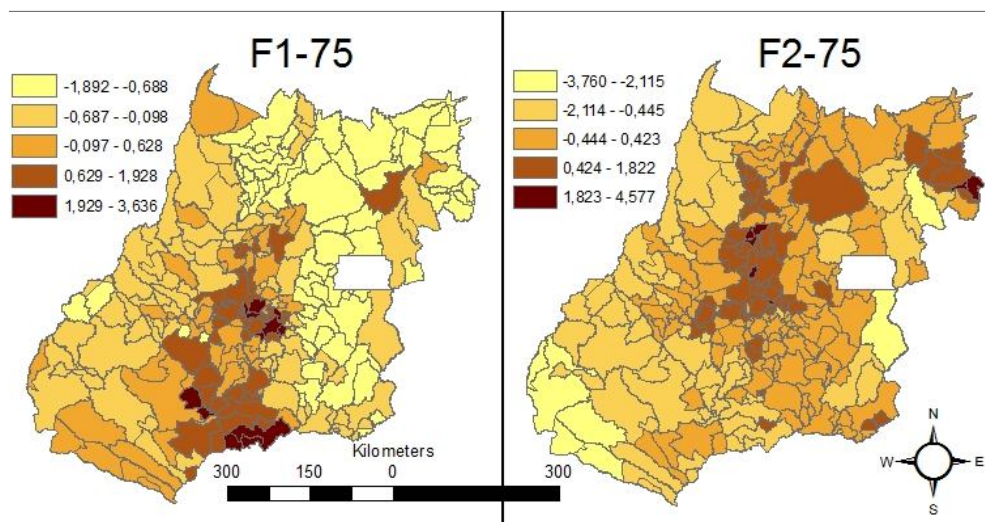 F1-75
-1,892 - -0,688
-0,687 - -0,098
-0,097 - 0,628
0,629 - 1,928
1,929 - 3,636
F2-75
-3,760 - -2,115
-2,114 - -0,445
-0,444 - 0,423
0,424 - 1,822
1,823 - 4,577
Kilometers
300 150 0 300
N
W E
S